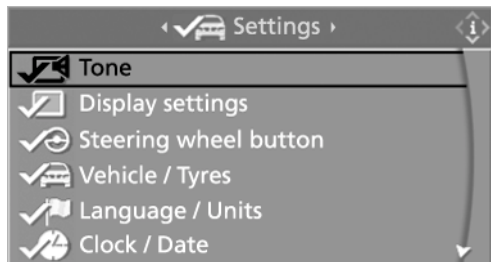 Settings
Tone
Display settings
Steering wheel button
Vehicle / Tyres
Language / Units
Clock / Date